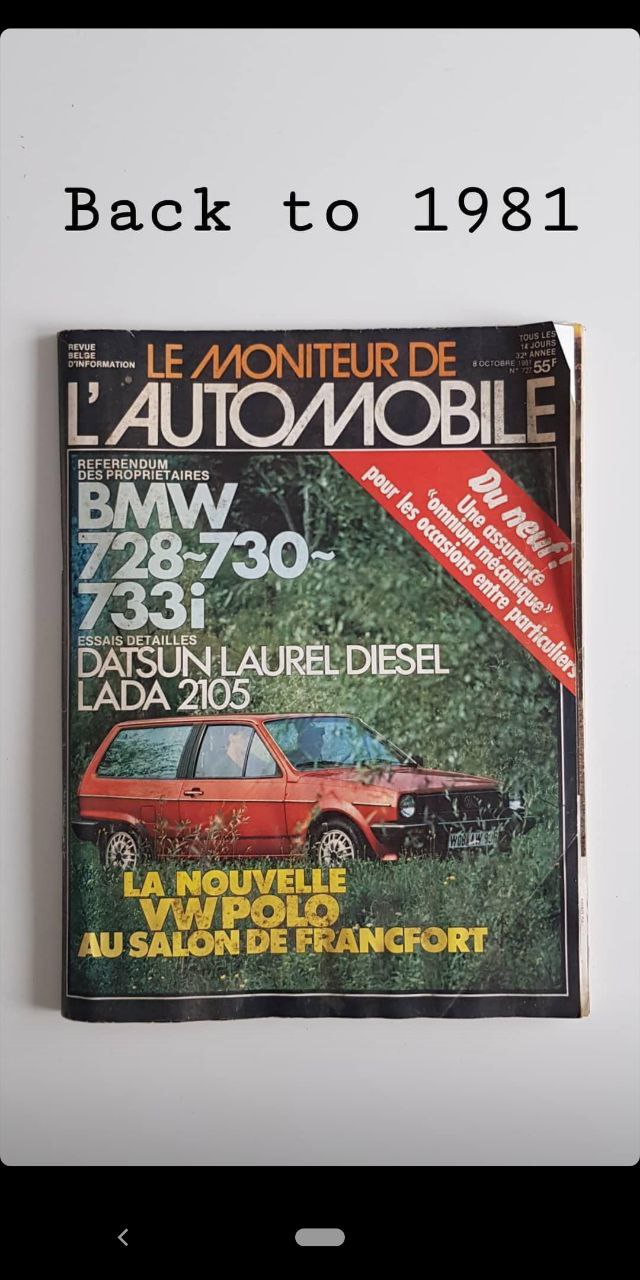 Back to 1981
REVUE
BELGE
D'INFORMATION
LE MONITEUR DE
L'AUTOMOBILE
TOUS LES
14 JOURS
32e ANNEE
8 OCTOBRE 1981
N° 727 55F
REFERENDUM
DES PROPRIETAIRES
BMW
728~730~
733i
Du neuf!
Une assurance
“omnium mécanique”
pour les occasions entre particuliers
ESSAIS DETAILLES
DATSUN LAUREL DIESEL
LADA 2105
LA NOUVELLE
VW POLO
AU SALON DE FRANCFORT